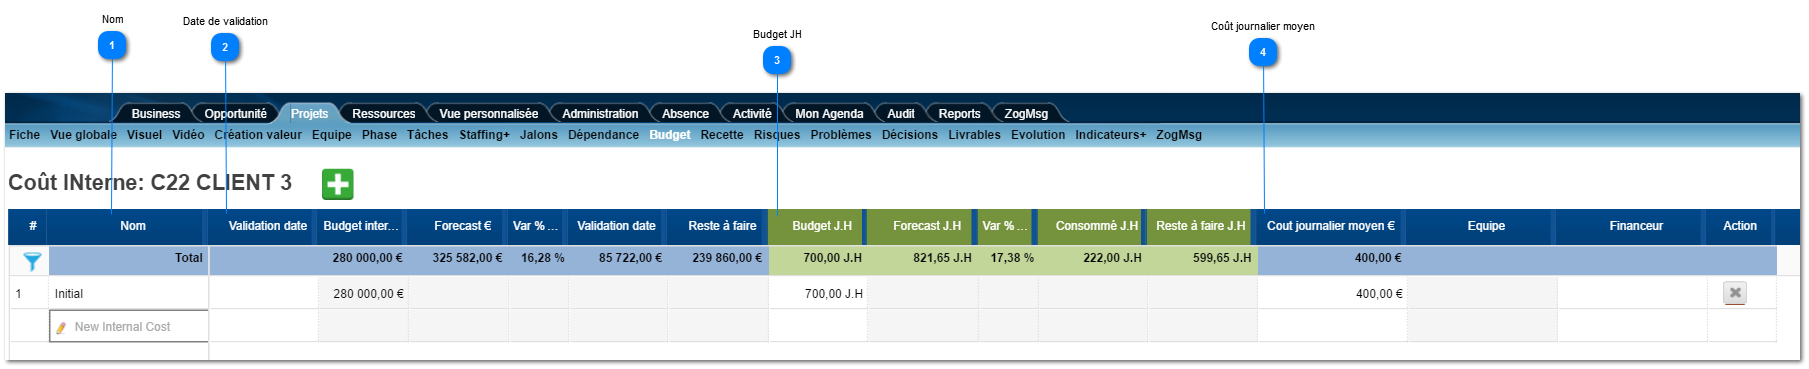 Nom
Date de validation
Budget JH
Coût journalier moyen
1
2
3
4
Business Opportunité Projets Ressources Vue personnalisée Administration Absence Activité Mon Agenda Audit Reports ZogMsg
Fiche Vue globale Visuel Vidéo Création valeur Equipe Phase Tâches Staffing+ Jalons Dépendance Budget Recette Risques Problèmes Décisions Livrables Evolution Indicateurs+ ZogMsg
Coût INterne: C22 CLIENT 3
# Nom Validation date Budget inter... Forecast € Var % ... Validation date Reste à faire Budget J.H Forecast J.H Var % ... Consommé J.H Reste à faire J.H Cout journalier moyen € Equipe Financeur Action
Total 280 000,00 € 325 582,00 € 16,28 % 85 722,00 € 239 860,00 € 700,00 J.H 821,65 J.H 17,38 % 222,00 J.H 599,65 J.H 400,00 €
1 Initial 280 000,00 € 700,00 J.H 400,00 €
New Internal Cost